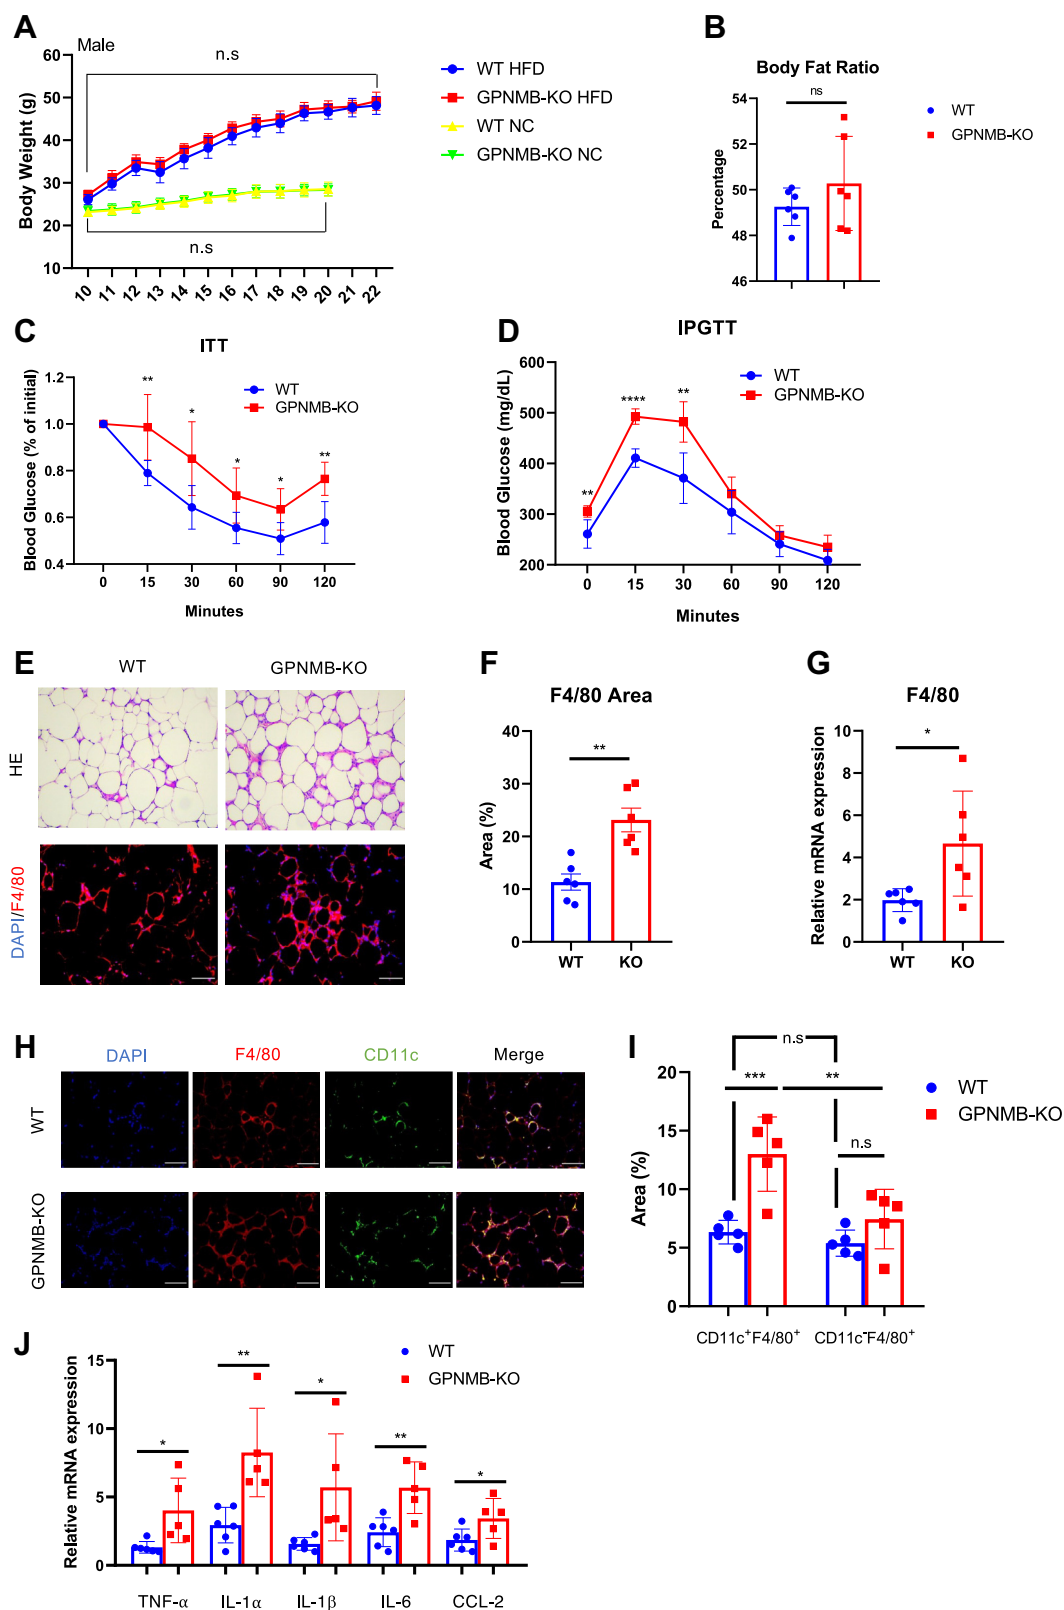 A
Male
n.s
Body Weight (g)
60
50
40
30
20
10
n.s
10 11 12 13 14 15 16 17 18 19 20 21 22
WT HFD
GPNMB-KO HFD
WT NC
GPNMB-KO NC
B
Body Fat Ratio
ns
Percentage
54
52
50
48
46
WT
GPNMB-KO
C
ITT
Blood Glucose (% of initial)
1.2
1.0
0.8
0.6
0.4
** * * * **
WT
GPNMB-KO
0 15 30 60 90 120
Minutes
D
IPGTT
Blood Glucose (mg/dL)
600
500
400
300
200
** **** **
WT
GPNMB-KO
0 15 30 60 90 120
Minutes
E
WT GPNMB-KO
HE
DAPI/F4/80
F
F4/80 Area
Area (%)
40
30
20
10
0
**
WT KO
G
F4/80
Relative mRNA expression
10
8
6
4
2
0
*
WT KO
H
DAPI F4/80 CD11c Merge
WT
GPNMB-KO
I
n.s
*** **
n.s
Area (%)
20
15
10
5
0
WT
GPNMB-KO
CD11c⁺F4/80⁺ CD11c⁻F4/80⁺
J
Relative mRNA expression
15
10
5
0
* ** * ** *
WT
GPNMB-KO
TNF-α IL-1α IL-1β IL-6 CCL-2